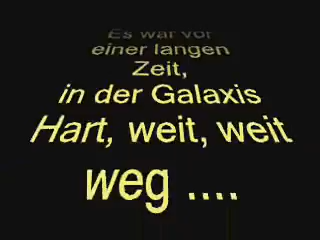 Es war vor
einer langen
Zeit,
in der Galaxis
Hart, weit, weit
weg ....